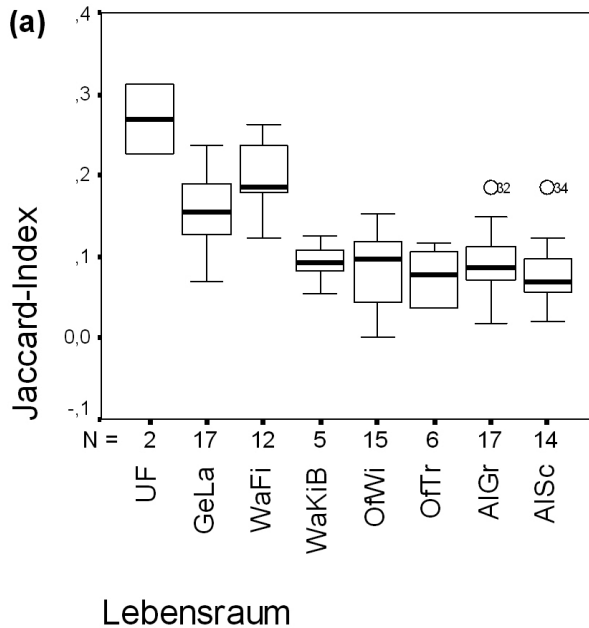 (a)
,4
,3
,2
,1
0,0
-,1
Jaccard-Index
32
34
N = 2 17 12 5 15 6 17 14
UF GeLa WaFi WaKiB OfWi OfTr AlGr AlSc
Lebensraum